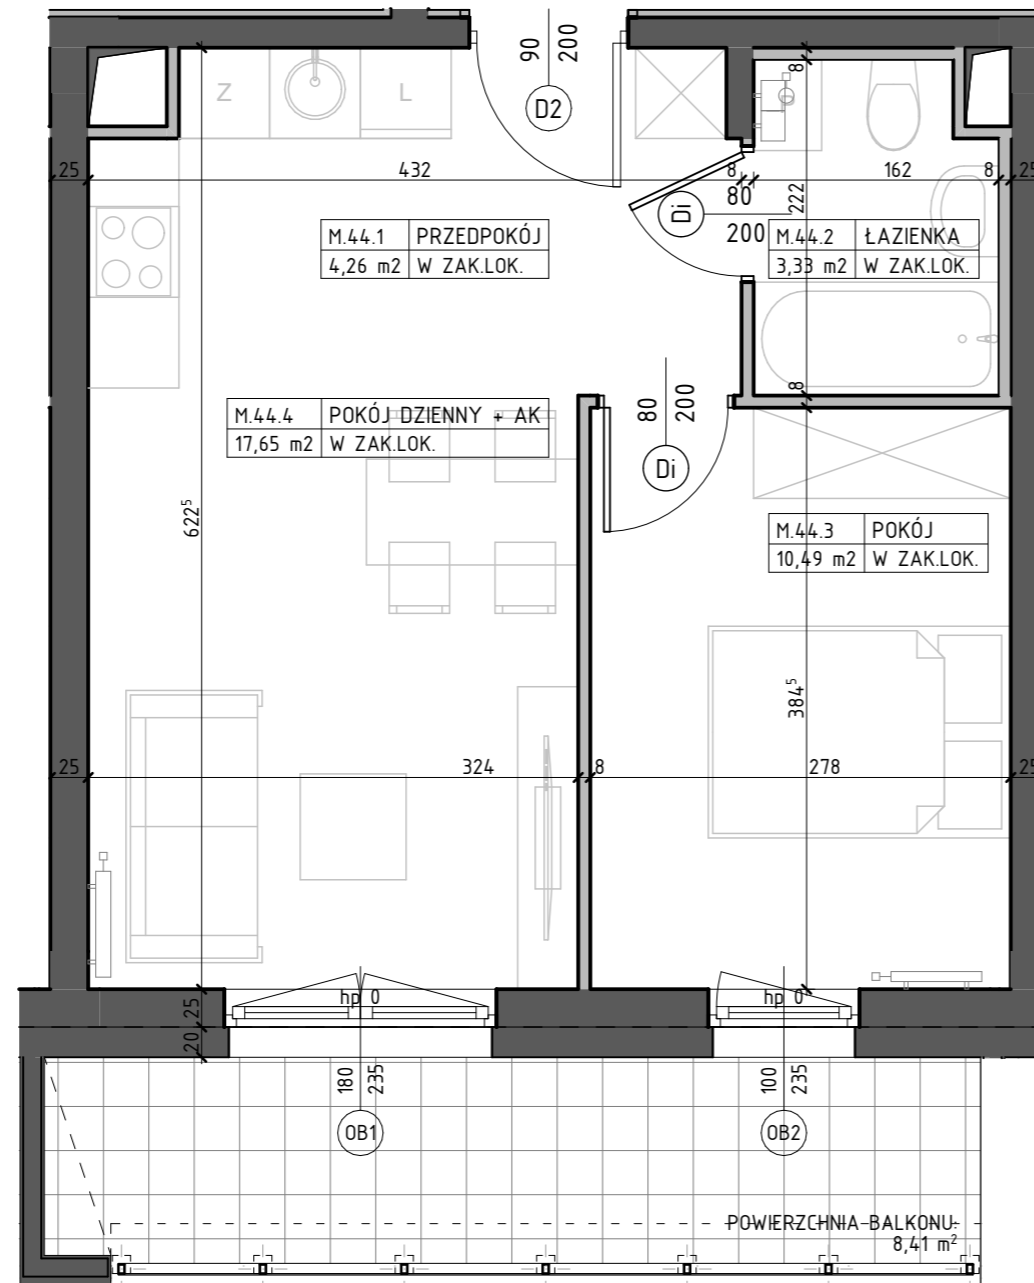 90
200
D2
Z
L
8
25
432
8
162
8
25
80
200
Di
222
M.44.1 PRZEDPOKÓJ
4,26 m2 W ZAK.LOK.
M.44.2 ŁAZIENKA
3,33 m2 W ZAK.LOK.
8
80
200
Di
M.44.4 POKÓJ DZIENNY + AK
17,65 m2 W ZAK.LOK.
622⁵
M.44.3 POKÓJ
10,49 m2 W ZAK.LOK.
384⁵
25
324
8
278
25
hp 0
hp 0
25
20
180
235
OB1
100
235
OB2
POWIERZCHNIA BALKONU:
8,41 m²